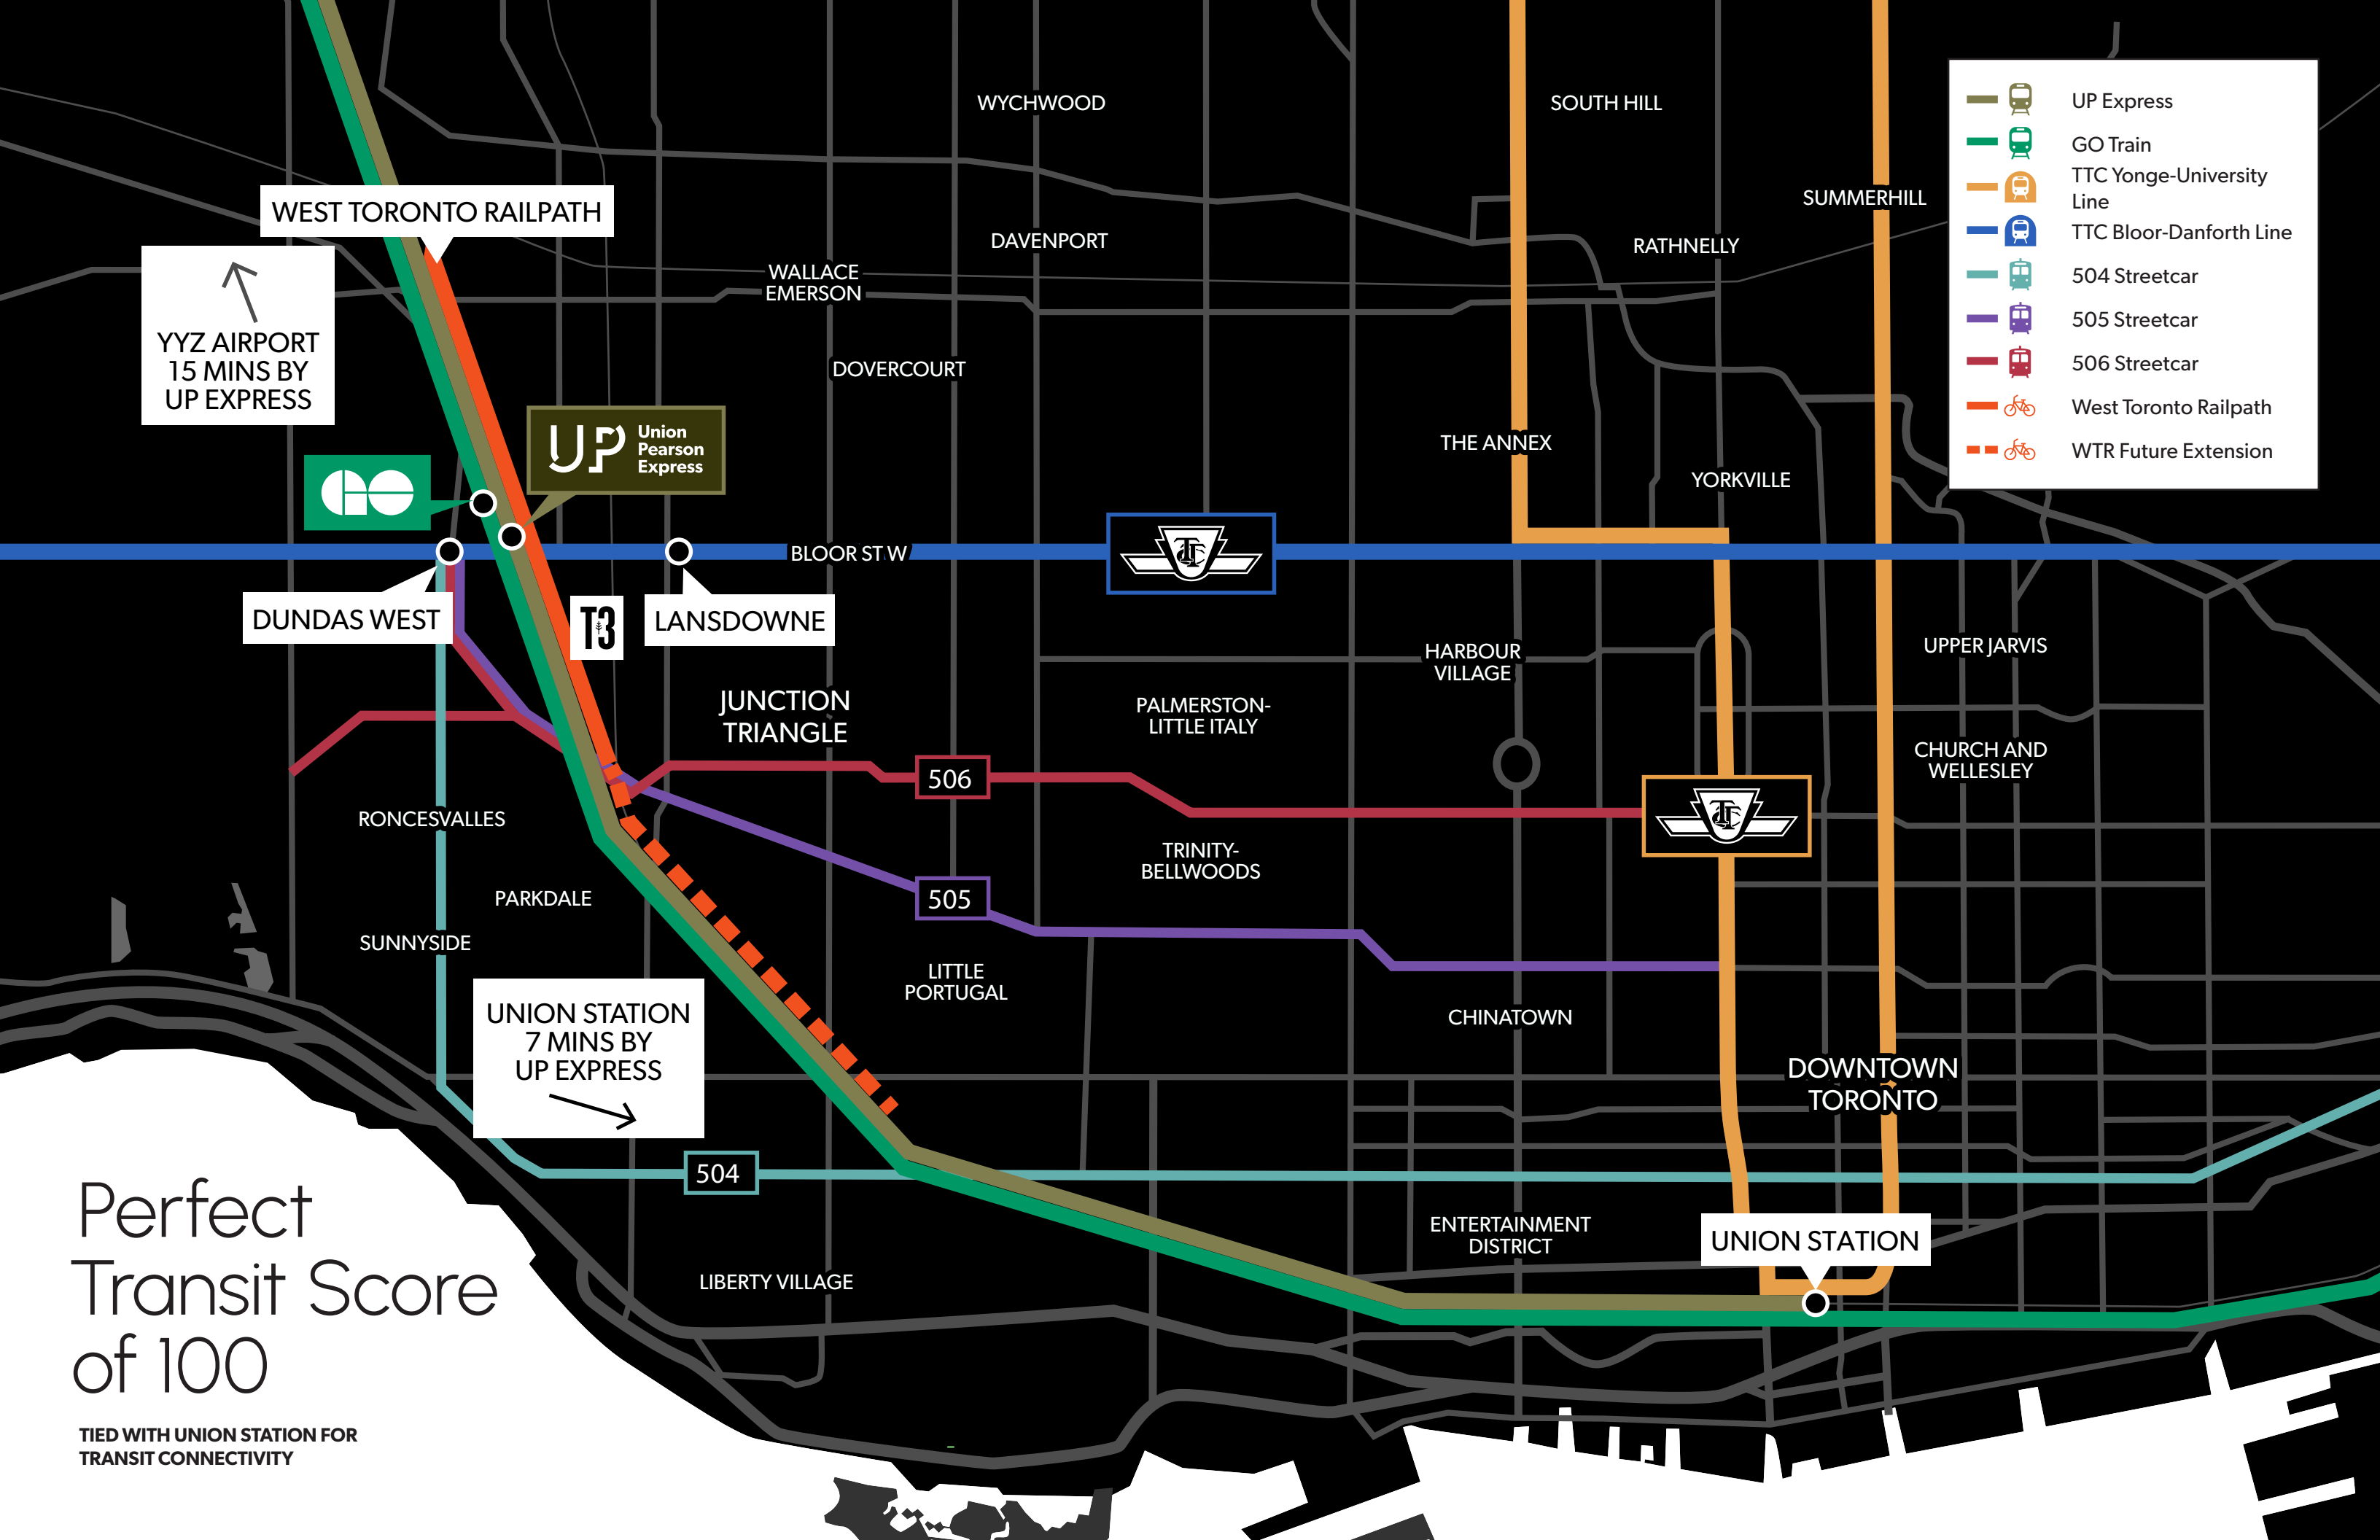 WYCHWOOD
SOUTH HILL
UP Express
GO Train
TTC Yonge-University
Line
TTC Bloor-Danforth Line
504 Streetcar
505 Streetcar
506 Streetcar
West Toronto Railpath
WTR Future Extension
SUMMERHILL
WEST TORONTO RAILPATH
DAVENPORT
RATHNELLY
WALLACE
EMERSON
YYZ AIRPORT
15 MINS BY
UP EXPRESS
DOVERCOURT
UP
Union
Pearson
Express
THE ANNEX
YORKVILLE
GO
BLOOR ST W
TTC
DUNDAS WEST
T3
LANSDOWNE
HARBOUR
VILLAGE
UPPER JARVIS
JUNCTION
TRIANGLE
PALMERSTON-
LITTLE ITALY
CHURCH AND
WELLESLEY
506
TTC
RONCESVALLES
TRINITY-
BELLWOODS
PARKDALE
505
SUNNYSIDE
LITTLE
PORTUGAL
UNION STATION
7 MINS BY
UP EXPRESS
CHINATOWN
DOWNTOWN
TORONTO
504
ENTERTAINMENT
DISTRICT
UNION STATION
LIBERTY VILLAGE
Perfect
Transit Score
of 100
TIED WITH UNION STATION FOR
TRANSIT CONNECTIVITY